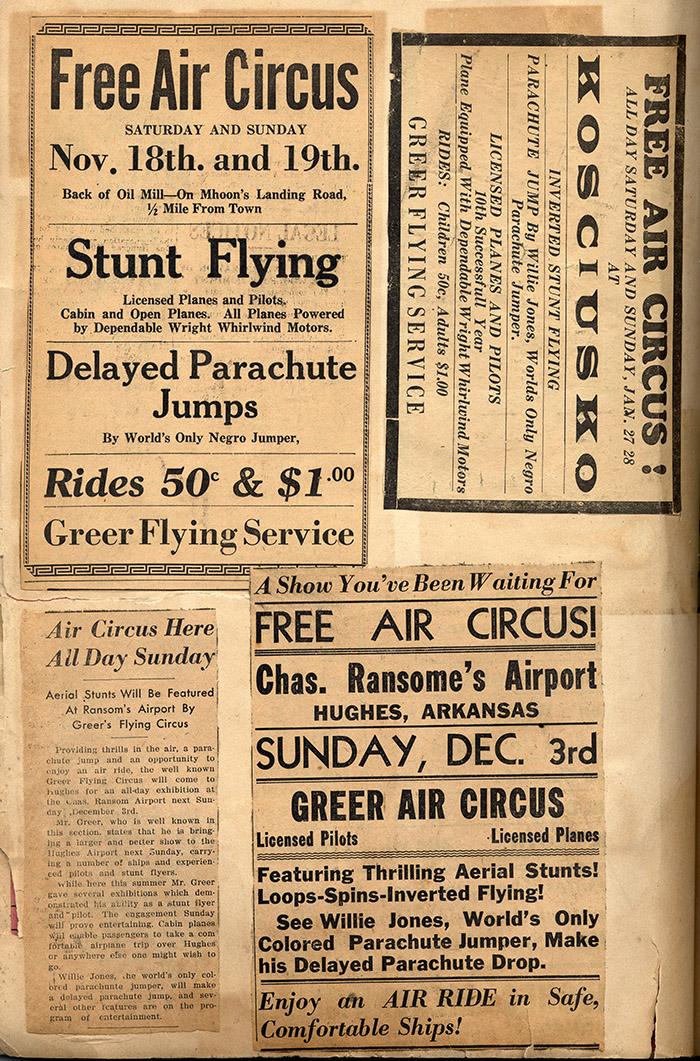 Free Air Circus
SATURDAY AND SUNDAY
Nov. 18th. and 19th.
Back of Oil Mill—On Mhoon's Landing Road,
½ Mile From Town
Stunt Flying
Licensed Planes and Pilots.
Cabin and Open Planes. All Planes Powered
by Dependable Wright Whirlwind Motors.
Delayed Parachute
Jumps
By World's Only Negro Jumper,
Rides 50c & $1.00
Greer Flying Service
FREE AIR CIRCUS!
ALL DAY SATURDAY AND SUNDAY, JAN. 27 28
AT
KOSCIUSKO
INVERTED STUNT FLYING
PARACHUTE JUMP By Willie Jones, Worlds Only Negro
Parachute Jumper.
LICENSED PLANES AND PILOTS
10th Successfull Year
Plane Equipped With Dependable Wright Whirlwind Motors
RIDES: Children 50c, Adults $1.00
GREER FLYING SERVICE
Air Circus Here
All Day Sunday
Aerial Stunts Will Be Featured
At Ransom's Airport By
Greer's Flying Circus
Providing thrills in the air, a para-
chute jump and an opportunity to
enjoy an air ride, the well known
Greer Flying Circus will come to
Hughes for an all-day exhibition at
the Chas. Ransom Airport next Sun-
day, December 3rd.
Mr. Greer, who is well known in
this section, states that he is bring-
ing a larger and better show to the
Hughes Airport next Sunday, carry-
ing a number of ships and experien-
ced pilots and stunt flyers.
While here this summer Mr. Greer
gave several exhibitions which dem-
onstrated his ability as a stunt flyer
and pilot. The engagement Sunday
will prove entertaining. Cabin planes
will enable passengers to take a com
fortable airplane trip over Hughes
or anywhere else one might wish to
go.
Willie Jones, the world's only col-
ored parachute jumper, will make
a delayed parachute jump, and sev-
eral other features are on the pro-
gram of entertainment.
A Show You've Been Waiting For
FREE AIR CIRCUS!
Chas. Ransome's Airport
HUGHES, ARKANSAS
SUNDAY, DEC. 3rd
GREER AIR CIRCUS
Licensed Pilots Licensed Planes
Featuring Thrilling Aerial Stunts!
Loops-Spins-Inverted Flying!
See Willie Jones, World's Only
Colored Parachute Jumper, Make
his Delayed Parachute Drop.
Enjoy an AIR RIDE in Safe,
Comfortable Ships!